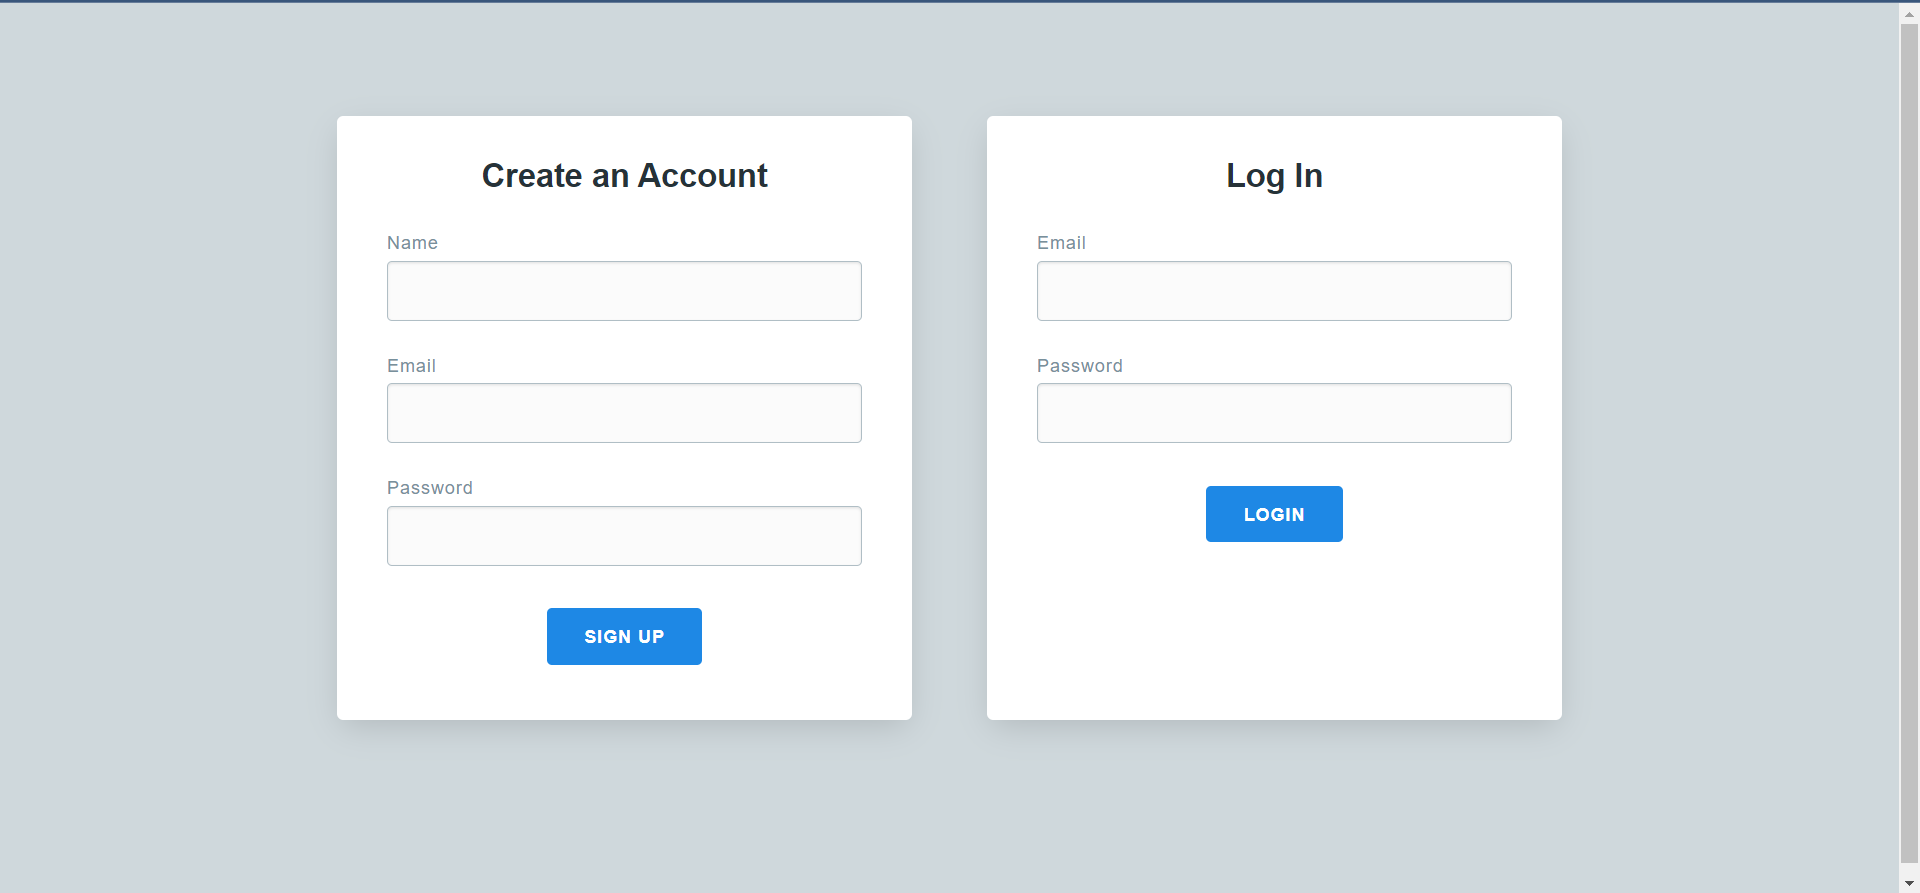 Create an Account
Name
Email
Password
SIGN UP
Log In
Email
Password
LOGIN